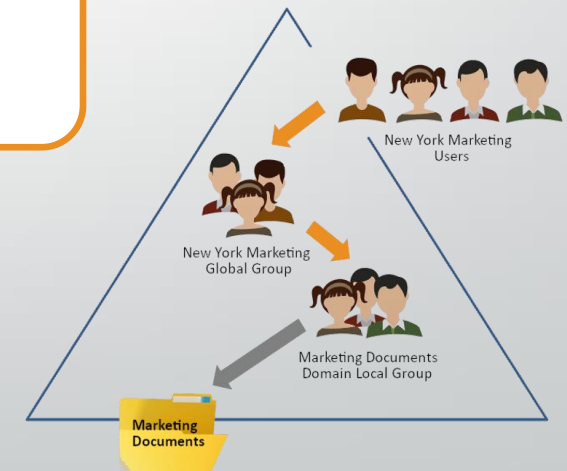 New York Marketing
Users
New York Marketing
Global Group
Marketing Documents
Domain Local Group
Marketing
Documents